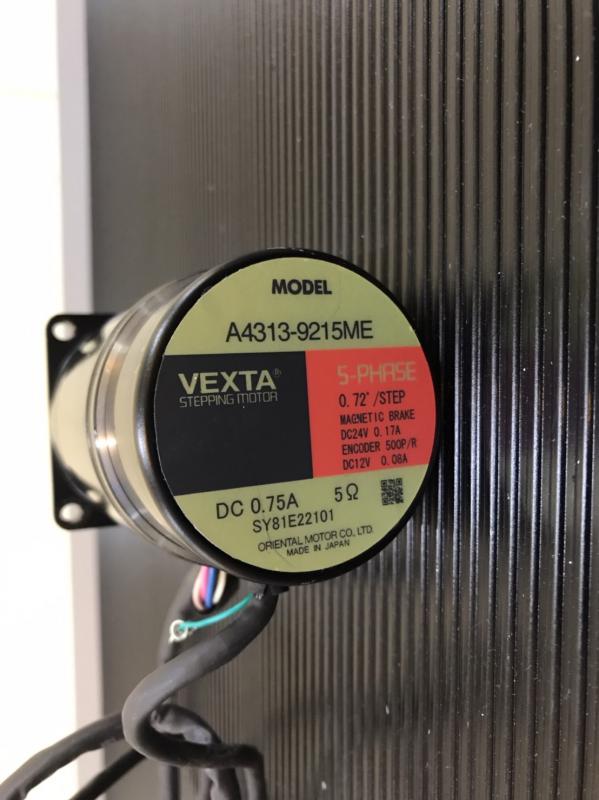 MODEL
A4313-9215ME
VEXTA®
STEPPING MOTOR
5-PHASE
0.72°/STEP
MAGNETIC BRAKE
DC24V 0.17A
ENCODER 500P/R
DC12V 0.08A
DC 0.75A 5Ω
SY81E22101
ORIENTAL MOTOR CO., LTD.
MADE IN JAPAN